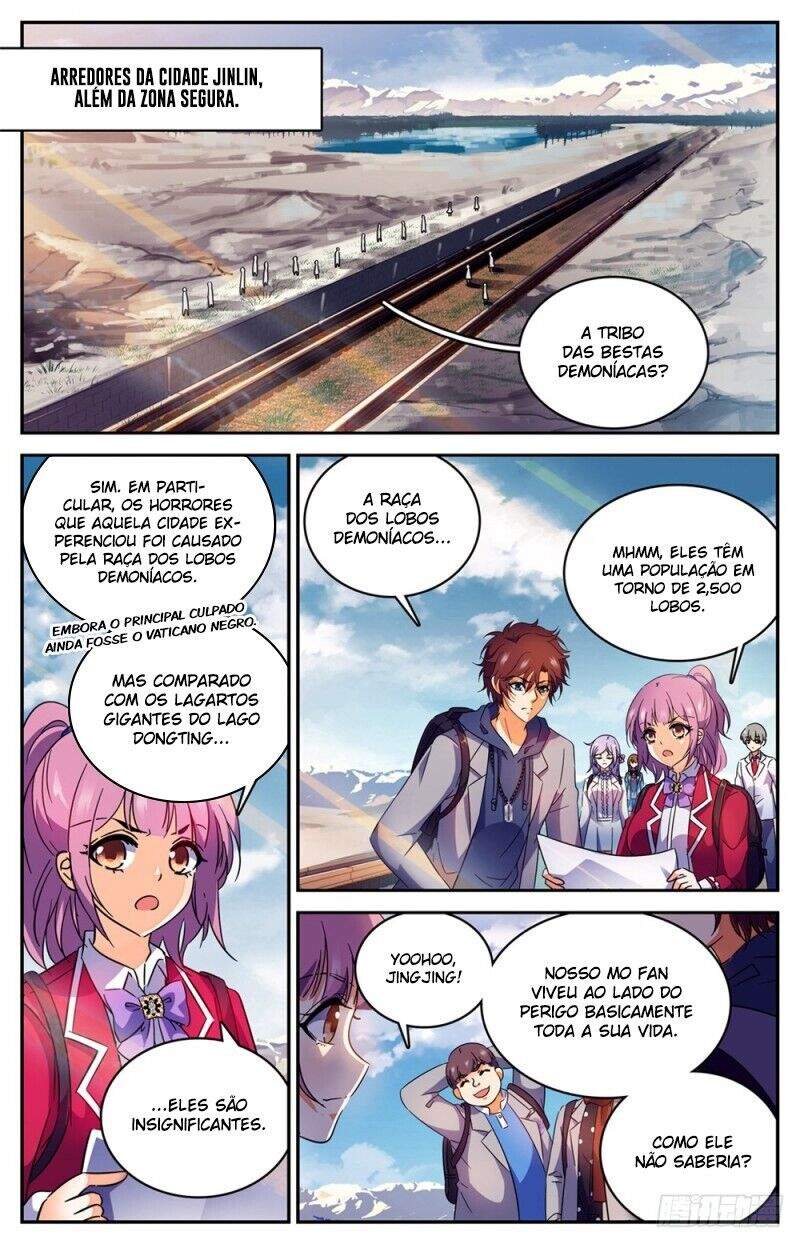 ARREDORES DA CIDADE JINLIN,
ALÉM DA ZONA SEGURA.
A TRIBO
DAS BESTAS
DEMONÍACAS?
SIM. EM PARTI-
CULAR, OS HORRORES
QUE AQUELA CIDADE EX-
PERENCIOU FOI CAUSADO
PELA RAÇA DOS LOBOS
DEMONÍACOS.
EMBORA O PRINCIPAL CULPADO
AINDA FOSSE O VATICANO NEGRO.
MAS COMPARADO
COM OS LAGARTOS
GIGANTES DO LAGO
DONGTING...
...ELES SÃO
INSIGNIFICANTES.
A RAÇA
DOS LOBOS
DEMONÍACOS...
MHMM, ELES TÊM
UMA POPULAÇÃO EM
TORNO DE 2,500
LOBOS.
YOOHOO,
JINGJING!
NOSSO MO FAN
VIVEU AO LADO DO
PERIGO BASICAMENTE
TODA A SUA VIDA.
COMO ELE
NÃO SABERIA?
腾讯动漫